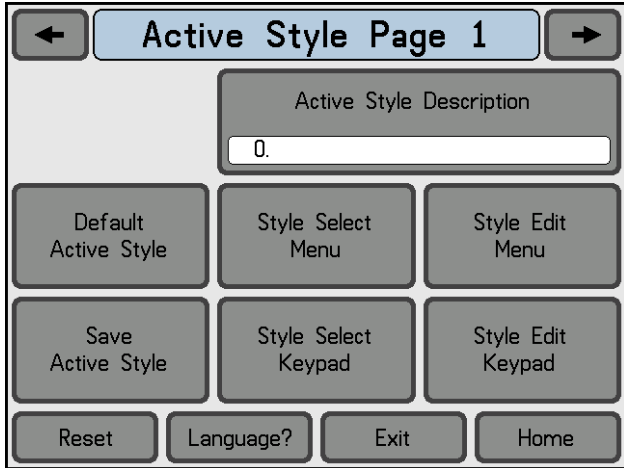 Active Style Page 1
Active Style Description
0.
Default
Active Style
Style Select
Menu
Style Edit
Menu
Save
Active Style
Style Select
Keypad
Style Edit
Keypad
Reset
Language?
Exit
Home